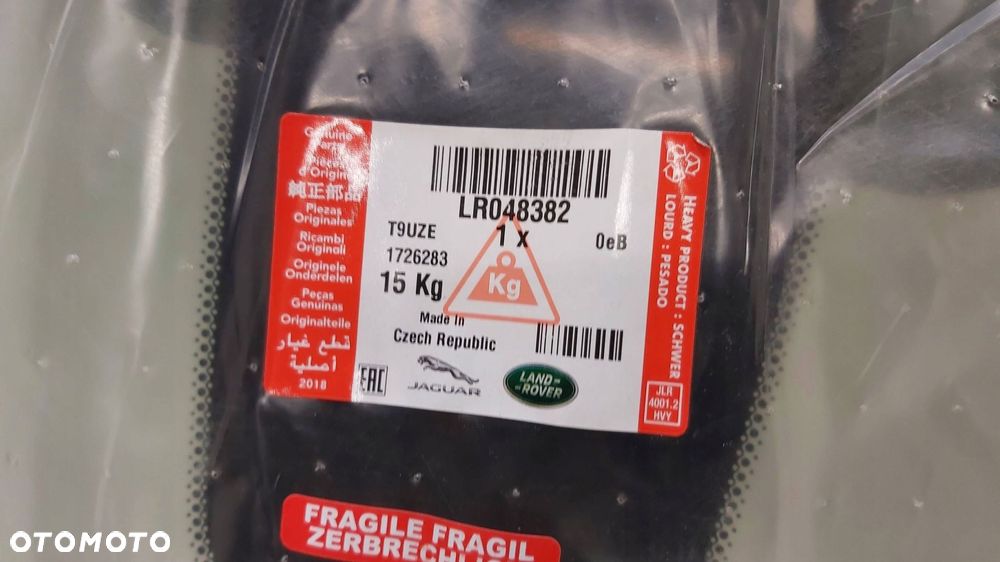 Genuine
Parts
Pièces
d'Origine
純正部品
Piezas
Originales
Ricambi
Originali
Originele
Onderdelen
Peças
Genuínas
Originalteile
قطع غيار
أصلية
2018
LR048382
T9UZE
1 x
0eB
1726283
15 Kg
Kg
Made In
Czech Republic
EAC
JAGUAR
LAND-
-ROVER
HEAVY PRODUCT : SCHWER
LOURD : PESADO
JLR
4001.2
HVY
FRAGILE FRAGIL
OTOMOTO